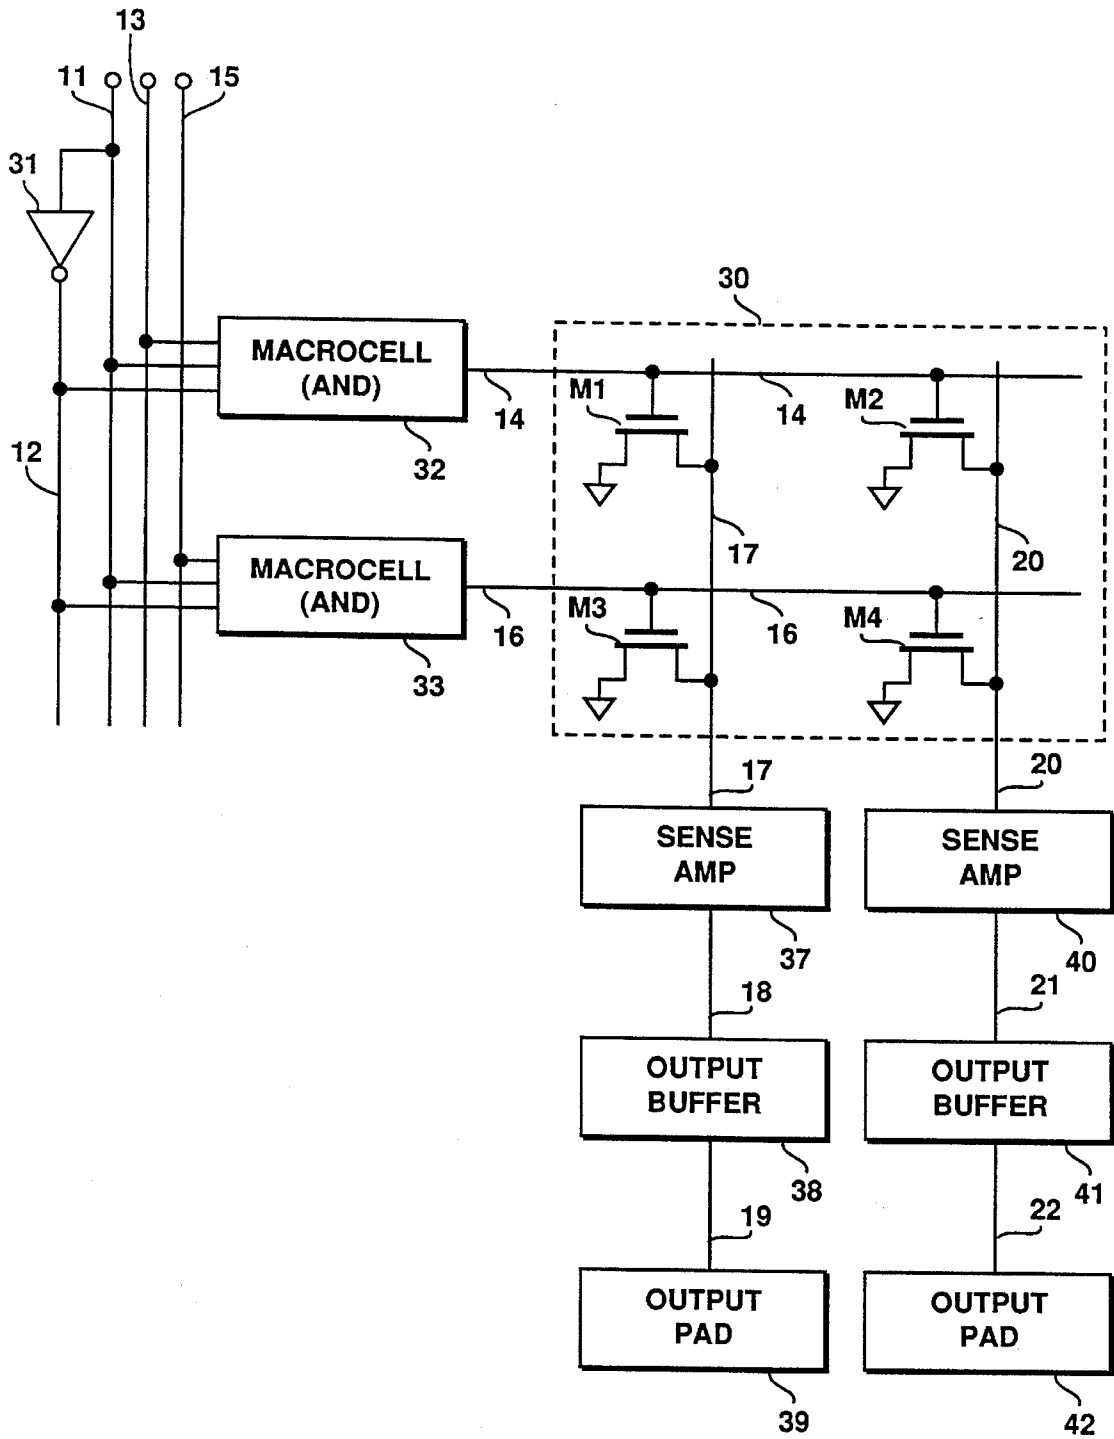 13
11
15
31
30
MACROCELL
(AND)
M1
14
14
M2
12
32
17
20
MACROCELL
(AND)
M3
16
16
M4
33
17
20
SENSE
AMP
SENSE
AMP
37
40
18
21
OUTPUT
BUFFER
OUTPUT
BUFFER
38
41
19
22
OUTPUT
PAD
OUTPUT
PAD
39
42